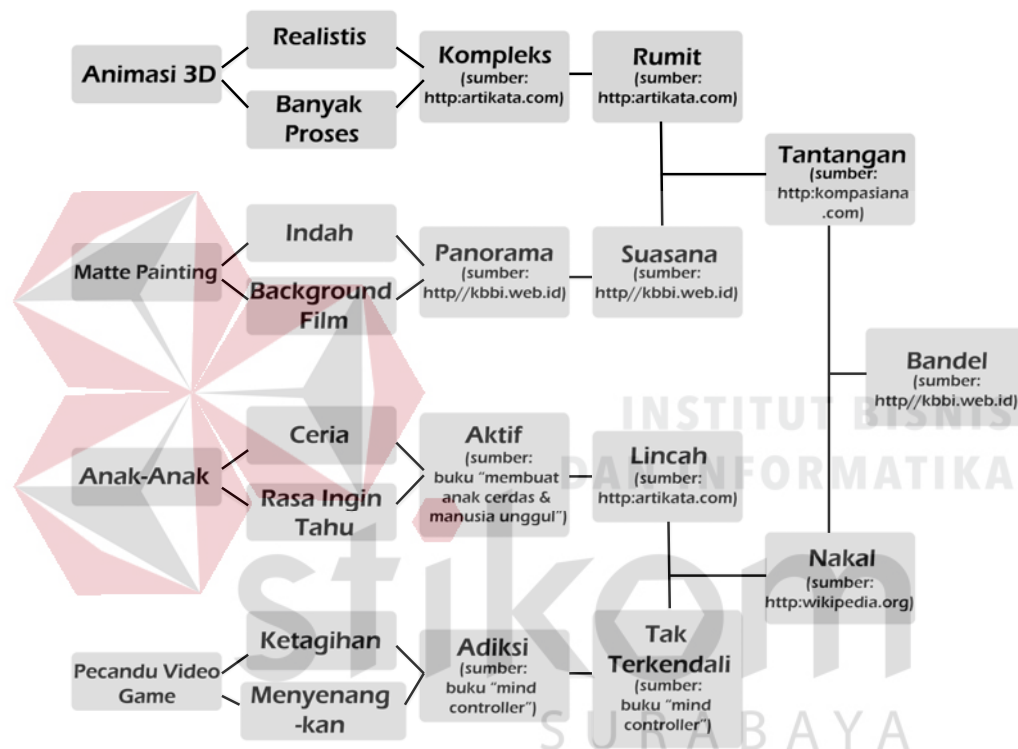 Animasi 3D
Realistis
Banyak
Proses
Kompleks
(sumber:
http:artikata.com)
Rumit
(sumber:
http:artikata.com)
Tantangan
(sumber:
http:kompasiana
.com)
Matte Painting
Indah
Background
Film
Panorama
(sumber:
http//kbbi.web.id)
Suasana
(sumber:
http//kbbi.web.id)
Bandel
(sumber:
http//kbbi.web.id)
INSTITUT BISNIS
DAN INFORMATIKA
Anak-Anak
Ceria
Rasa Ingin
Tahu
Aktif
(sumber:
buku “membuat
anak cerdas &
manusia unggul”)
Lincah
(sumber:
http:artikata.com)
Nakal
(sumber:
http:wikipedia.org)
stikom
Pecandu Video
Game
Ketagihan
Menyenang
-kan
Adiksi
(sumber:
buku “mind
controller”)
Tak
Terkendali
(sumber:
buku “mind
controller”)
SURABAYA